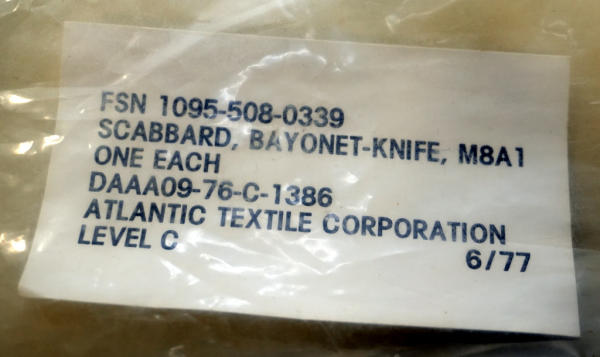 FSN 1095-508-0339
SCABBARD, BAYONET-KNIFE, M8A1
ONE EACH
DAAA09-76-C-1386
ATLANTIC TEXTILE CORPORATION
LEVEL C 6/77